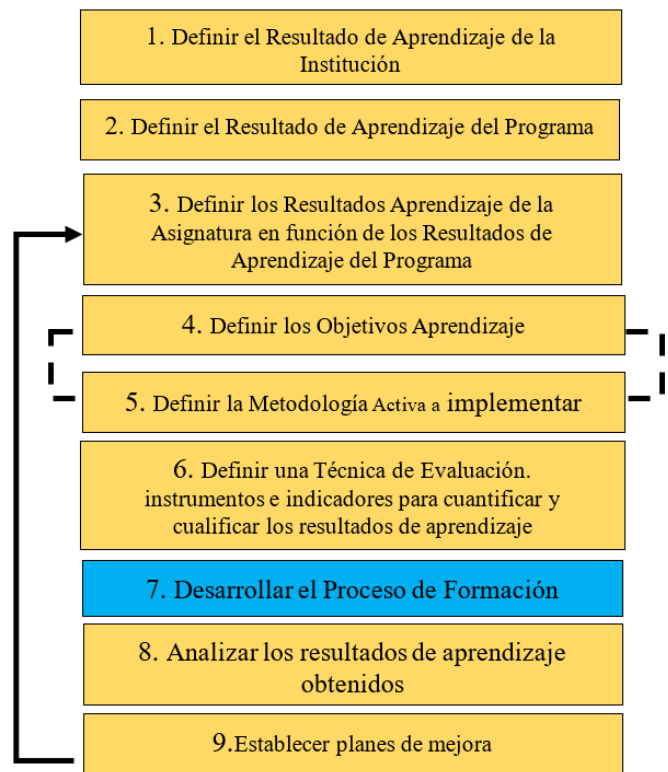 1. Definir el Resultado de Aprendizaje de la
Institución
2. Definir el Resultado de Aprendizaje del Programa
3. Definir los Resultados Aprendizaje de la
Asignatura en función de los Resultados de
Aprendizaje del Programa
4. Definir los Objetivos Aprendizaje
5. Definir la Metodología Activa a implementar
6. Definir una Técnica de Evaluación.
instrumentos e indicadores para cuantificar y
cualificar los resultados de aprendizaje
7. Desarrollar el Proceso de Formación
8. Analizar los resultados de aprendizaje
obtenidos
9.Establecer planes de mejora